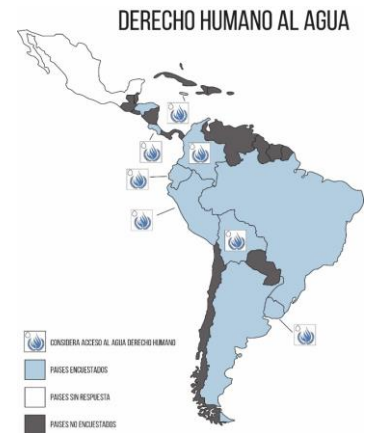 DERECHO HUMANO AL AGUA
CONSIDERA ACCESO AL AGUA DERECHO HUMANO
PAISES ENCUESTADOS
PAISES SIN RESPUESTA
PAISES NO ENCUESTADOS